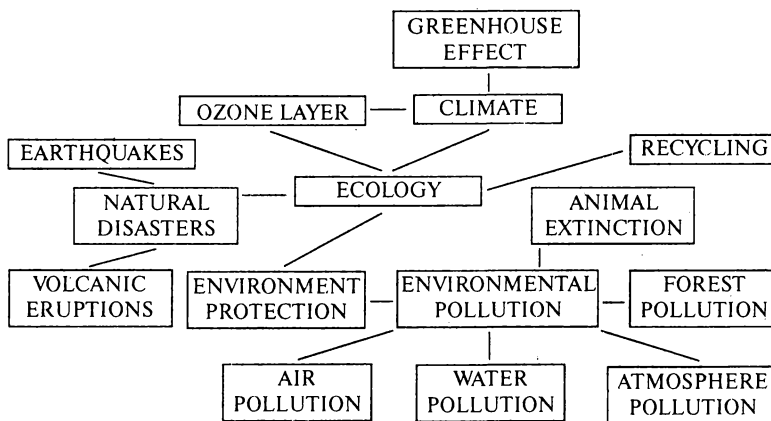 GREENHOUSE
EFFECT
OZONE LAYER
CLIMATE
EARTHQUAKES
RECYCLING
ECOLOGY
NATURAL
DISASTERS
ANIMAL
EXTINCTION
VOLCANIC
ERUPTIONS
ENVIRONMENT
PROTECTION
ENVIRONMENTAL
POLLUTION
FOREST
POLLUTION
AIR
POLLUTION
WATER
POLLUTION
ATMOSPHERE
POLLUTION